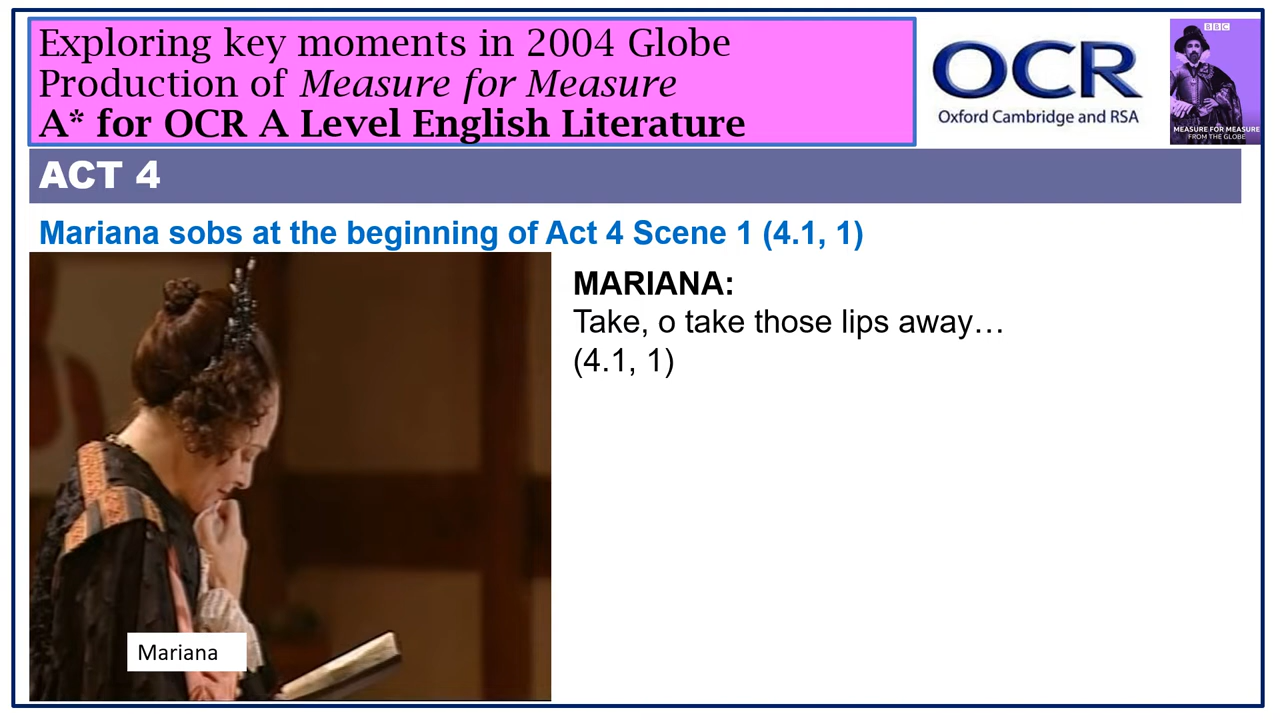 Exploring key moments in 2004 Globe
Production of Measure for Measure
A* for OCR A Level English Literature
OCR
Oxford Cambridge and RSA
BBC
MEASURE FOR MEASURE
FROM THE GLOBE
ACT 4
Mariana sobs at the beginning of Act 4 Scene 1 (4.1, 1)
MARIANA:
Take, o take those lips away…
(4.1, 1)
Mariana